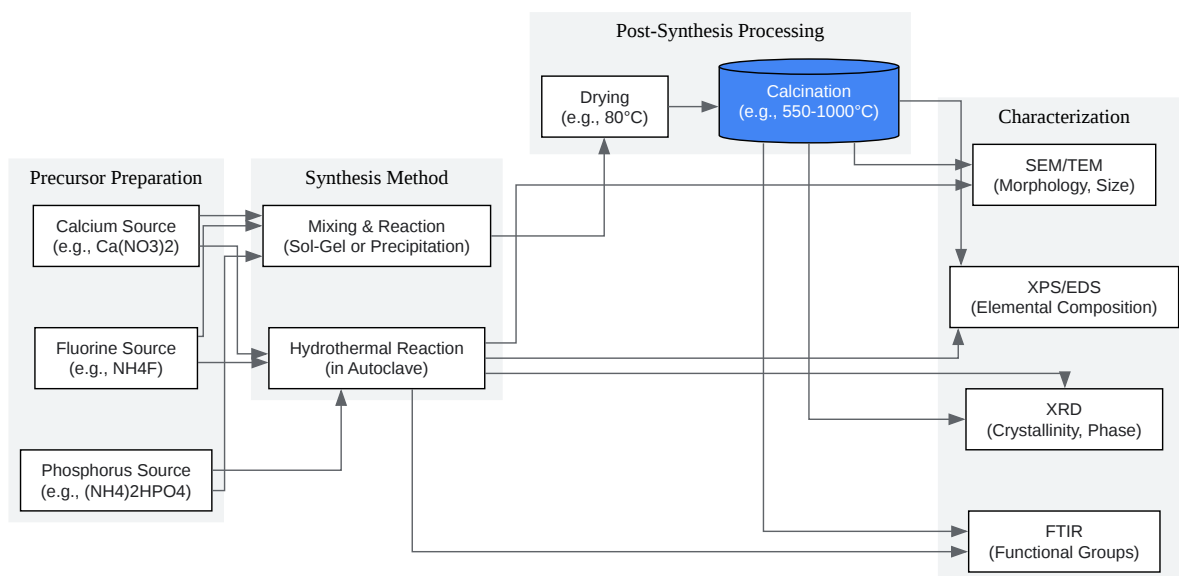 Post-Synthesis Processing
Drying
(e.g., 80°C)
Calcination
(e.g., 550-1000°C)
Characterization
SEM/TEM
(Morphology, Size)
XPS/EDS
(Elemental Composition)
XRD
(Crystallinity, Phase)
FTIR
(Functional Groups)
Precursor Preparation
Calcium Source
(e.g., Ca(NO3)2)
Fluorine Source
(e.g., NH4F)
Phosphorus Source
(e.g., (NH4)2HPO4)
Synthesis Method
Mixing & Reaction
(Sol-Gel or Precipitation)
Hydrothermal Reaction
(in Autoclave)